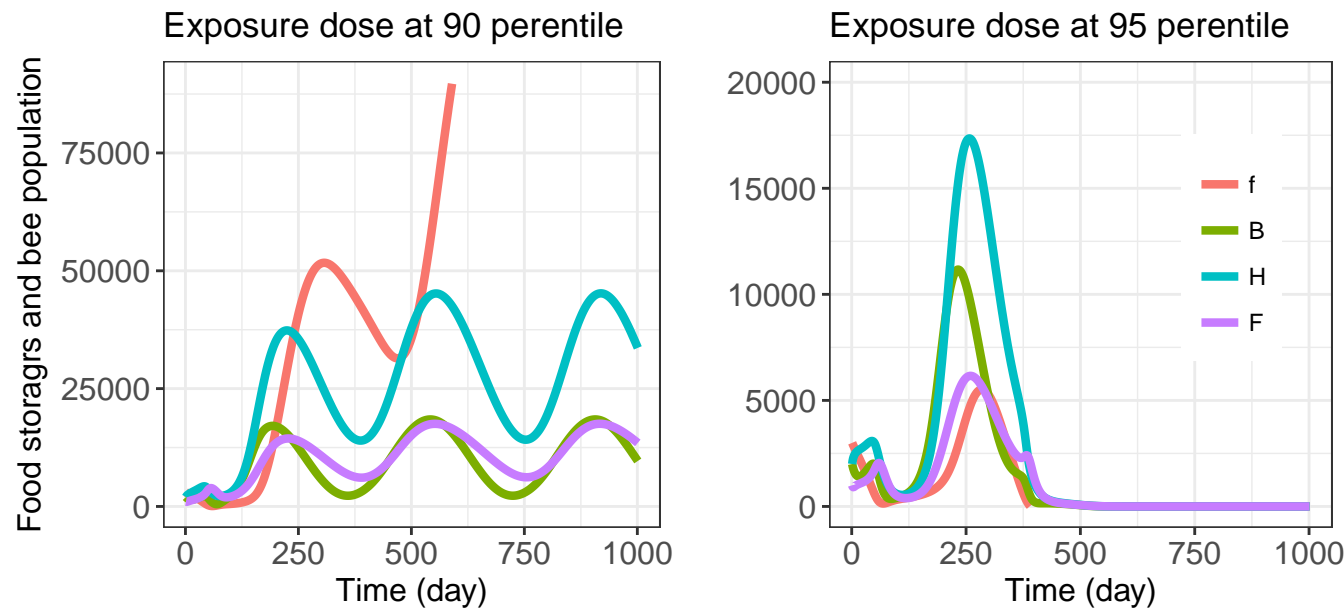 Exposure dose at 90 perentile
Food storagrs and bee population
75000
50000
25000
0
0 250 500 750 1000
Time (day)
Exposure dose at 95 perentile
20000
15000
10000
5000
0
0 250 500 750 1000
Time (day)
f
B
H
F